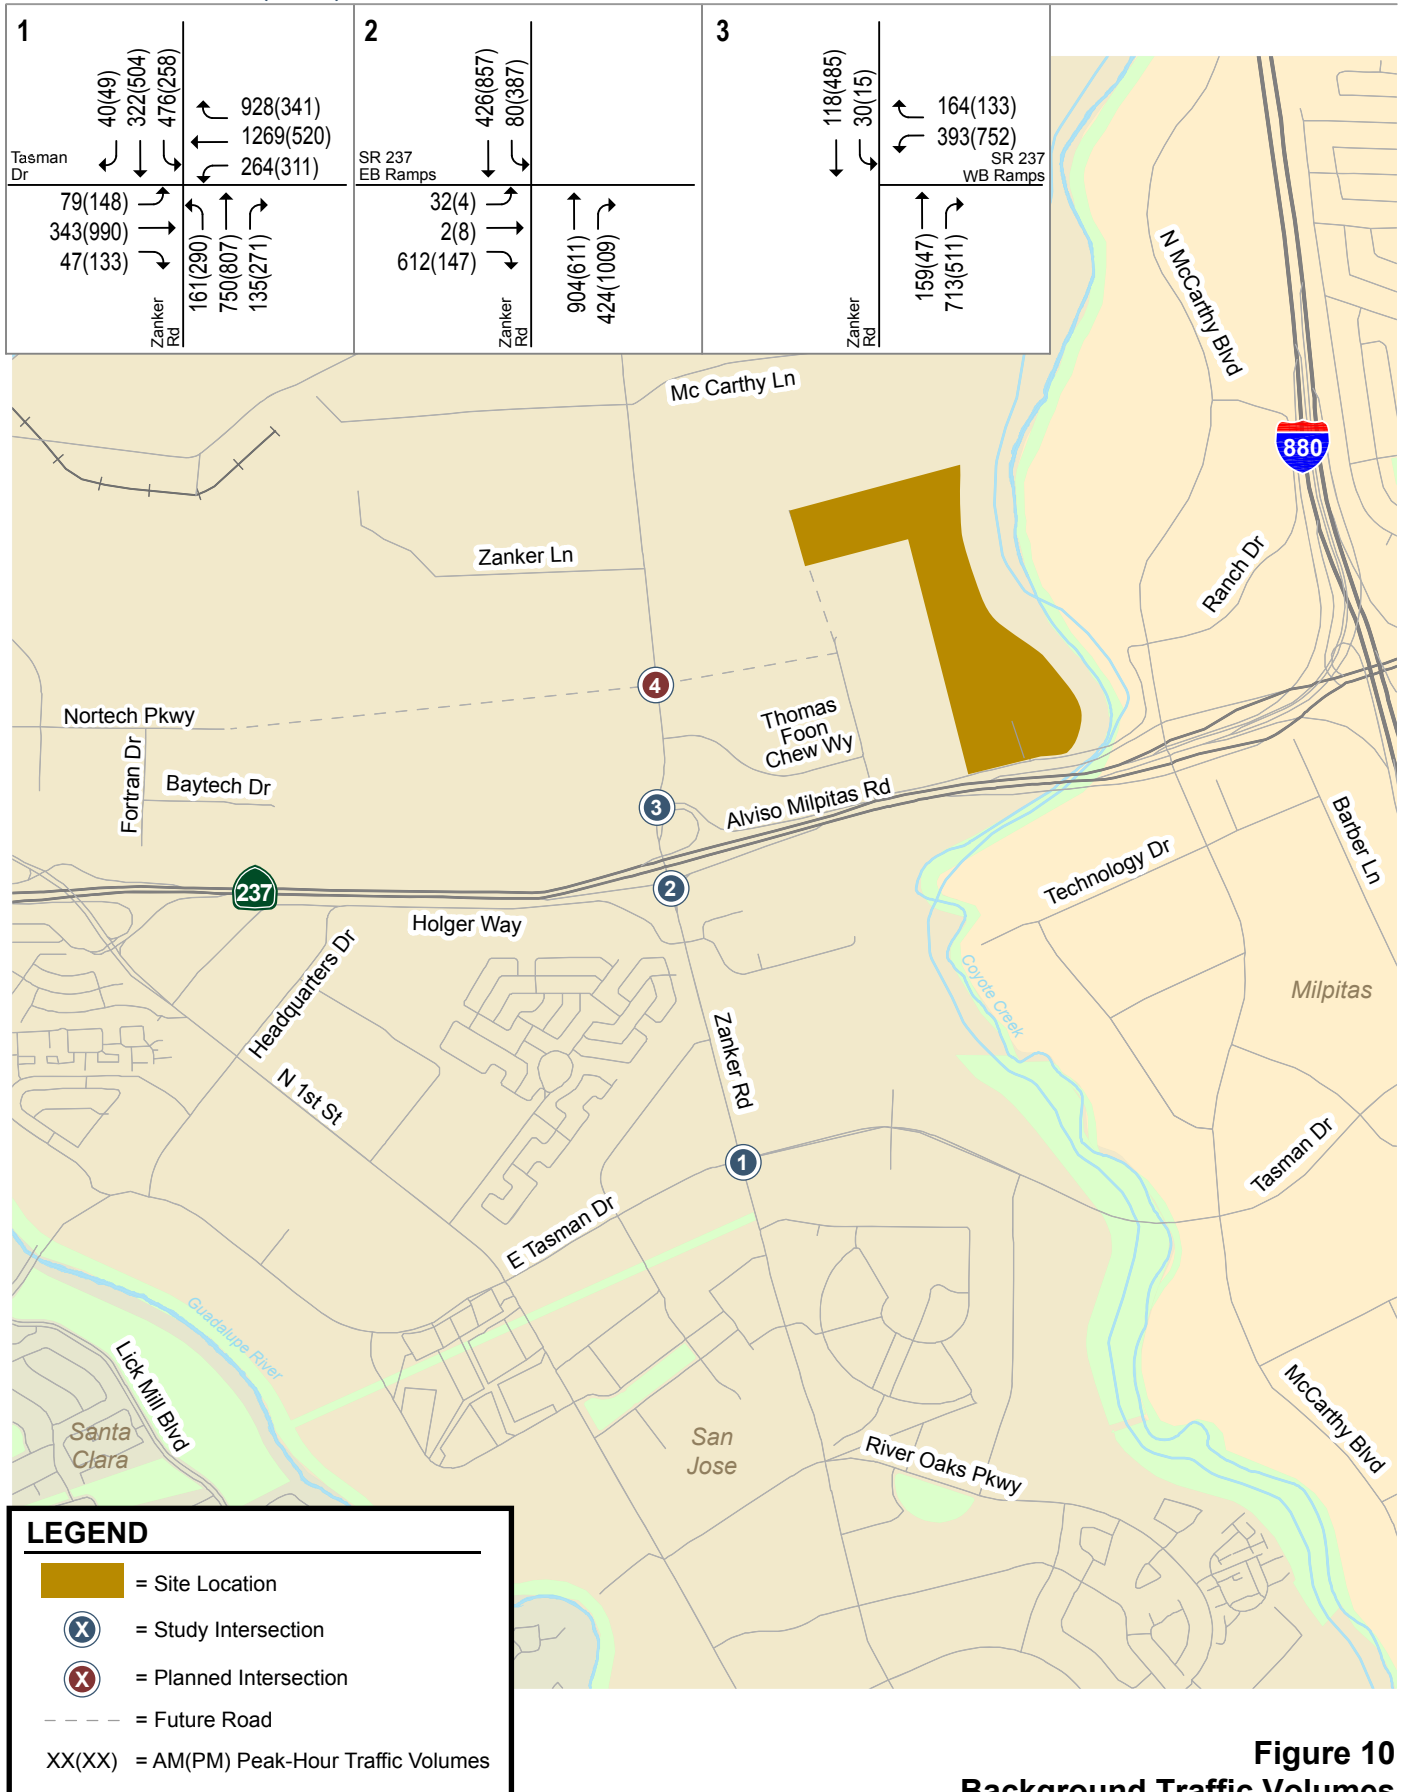 1
40(49)
322(504)
476(258)
928(341)
1269(520)
264(311)
Tasman
Dr
79(148)
343(990)
47(133)
161(290)
750(807)
135(271)
Zanker
Rd
2
426(857)
80(387)
SR 237
EB Ramps
32(4)
2(8)
612(147)
904(611)
424(1009)
Zanker
Rd
3
118(485)
30(15)
164(133)
393(752)
SR 237
WB Ramps
159(47)
713(511)
Zanker
Rd
N McCarthy Blvd
Mc Carthy Ln
880
Zanker Ln
Ranch Dr
4
Nortech Pkwy
Thomas
Foon
Chew Wy
Fortran Dr
Baytech Dr
3
Alviso Milpitas Rd
Barber Ln
Technology Dr
237
2
Holger Way
Headquarters Dr
Coyote Creek
Milpitas
Zanker Rd
N 1st St
Tasman Dr
1
E Tasman Dr
Guadalupe River
Lick Mill Blvd
McCarthy Blvd
Santa
Clara
San
Jose
River Oaks Pkwy
LEGEND
= Site Location
X = Study Intersection
X = Planned Intersection
= Future Road
XX(XX) = AM(PM) Peak-Hour Traffic Volumes
Figure 10
Background Traffic Volumes